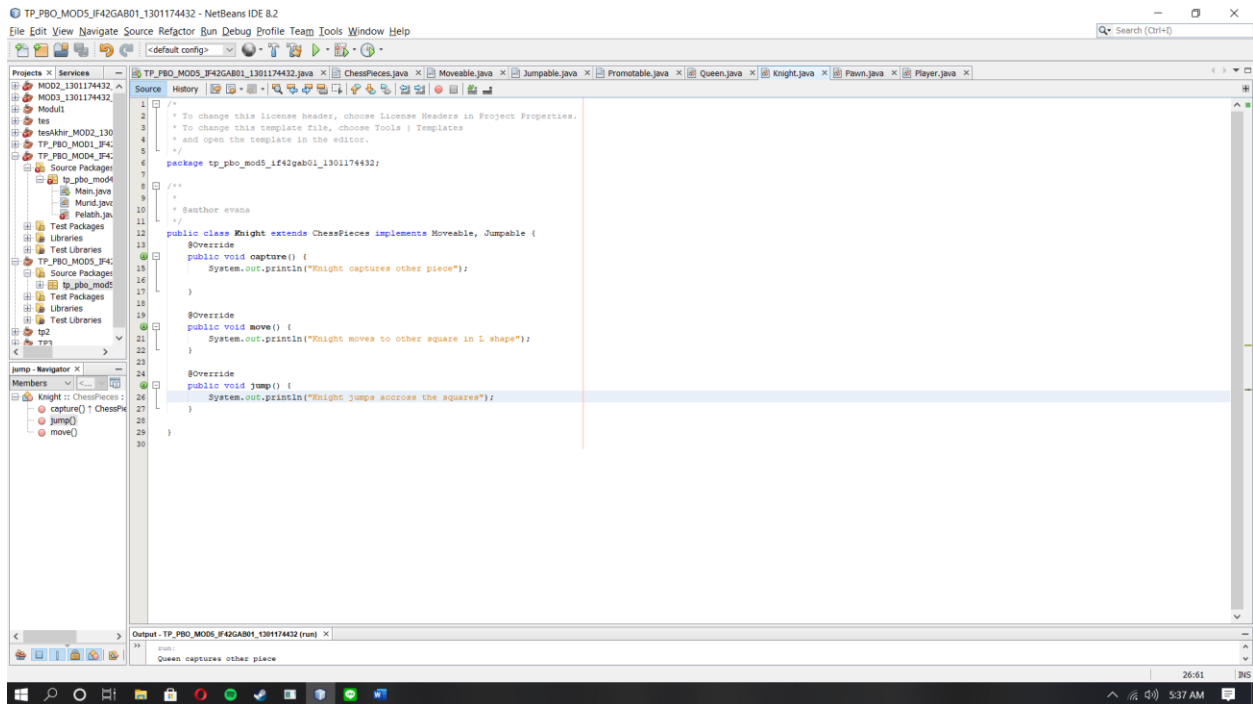 TP_PBO_MOD5_IF42GAB01_1301174432 - NetBeans IDE 8.2
File Edit View Navigate Source Refactor Run Debug Profile Team Tools Window Help
Search (Ctrl+I)
<default config>
Projects Services
TP_PBO_MOD5_IF42GAB01_1301174432.java ChessPieces.java Moveable.java Jumpable.java Promotable.java Queen.java Knight.java Pawn.java Player.java
MOD2_1301174432_
MOD3_1301174432_
Modul1
tes
tesAkhir_MOD2_130
TP_PBO_MOD1_IF42
TP_PBO_MOD4_IF42
Source Packages
tp_pbo_mod4
Main.java
Murid.java
Pelatih.jav
Test Packages
Libraries
Test Libraries
TP_PBO_MOD5_IF42
Source Packages
tp_pbo_mod5
Test Packages
Libraries
Test Libraries
tp2
TP3
Source History
1 /*
2 * To change this license header, choose License Headers in Project Properties.
3 * To change this template file, choose Tools | Templates
4 * and open the template in the editor.
5 */
6 package tp_pbo_mod5_if42gab01_1301174432;
7
8 /**
9 *
10 * @author evana
11 */
12 public class Knight extends ChessPieces implements Moveable, Jumpable {
13 @Override
public void capture() {
15 System.out.println("Knight captures other piece");
16
17 }
18
19 @Override
public void move() {
21 System.out.println("Knight moves to other square in L shape");
22 }
23
24 @Override
public void jump() {
26 System.out.println("Knight jumps accross the squares");
27 }
28
29 }
30
jump - Navigator
Members <...
Knight :: ChessPieces :
capture() ↑ ChessPie
jump()
move()
Output - TP_PBO_MOD5_IF42GAB01_1301174432 (run)
run:
Queen captures other piece
26:61 INS
5:37 AM